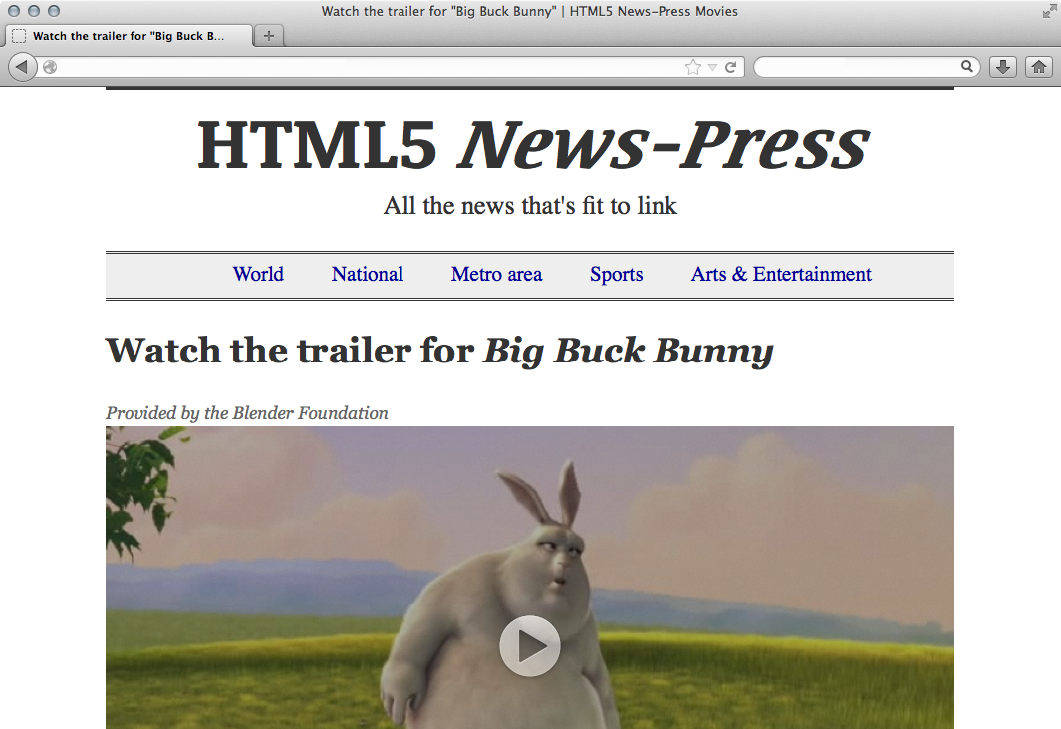 Watch the trailer for "Big Buck Bunny" | HTML5 News-Press Movies
Watch the trailer for "Big Buck B...
HTML5 News-Press
All the news that's fit to link
World National Metro area Sports Arts & Entertainment
Watch the trailer for Big Buck Bunny
Provided by the Blender Foundation